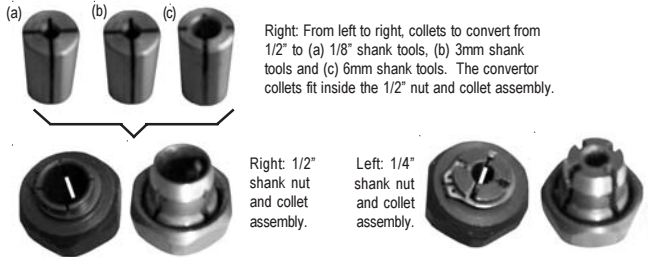 (a) (b) (c)
Right: From left to right, collets to convert from
1/2” to (a) 1/8” shank tools, (b) 3mm shank
tools and (c) 6mm shank tools. The convertor
collets fit inside the 1/2” nut and collet assembly.
Right: 1/2”
shank nut
and collet
assembly.
Left: 1/4”
shank nut
and collet
assembly.